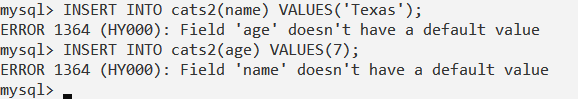 mysql> INSERT INTO cats2(name) VALUES('Texas');
ERROR 1364 (HY000): Field 'age' doesn't have a default value
mysql> INSERT INTO cats2(age) VALUES(7);
ERROR 1364 (HY000): Field 'name' doesn't have a default value
mysql>